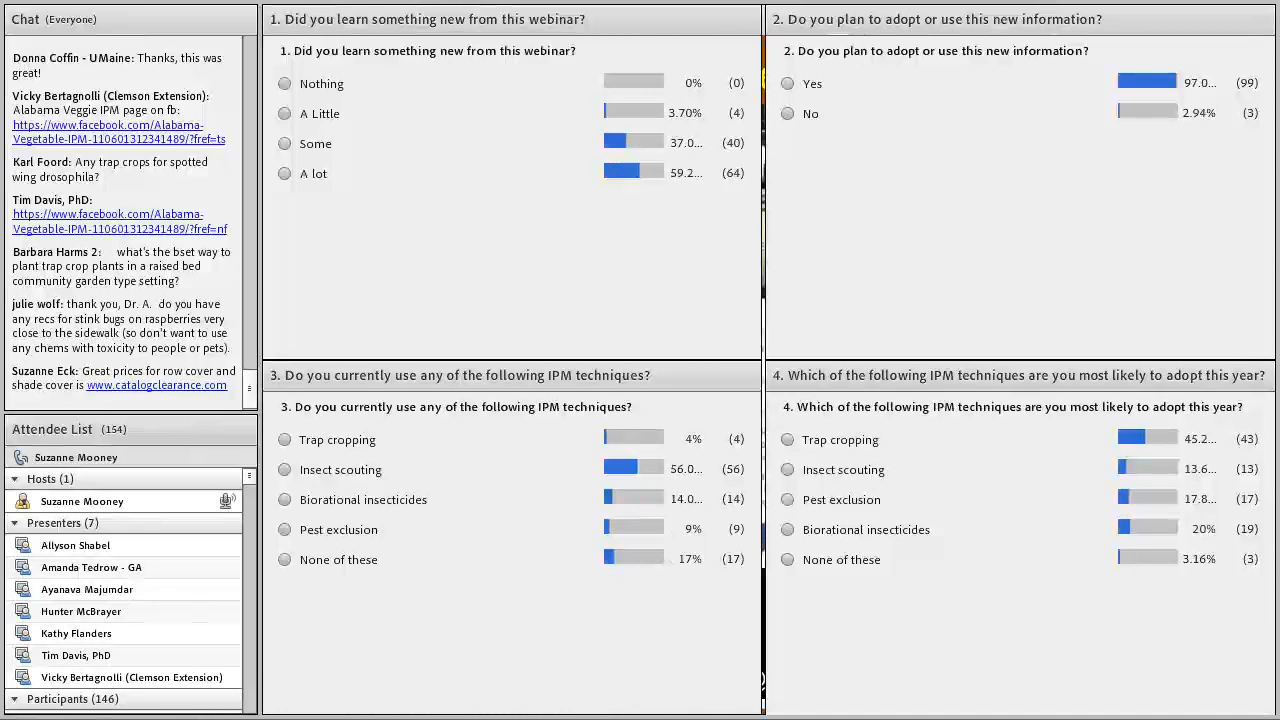 Chat (Everyone)
Donna Coffin - UMaine: Thanks, this was
great!
Vicky Bertagnolli (Clemson Extension):
Alabama Veggie IPM page on fb:
https://www.facebook.com/Alabama-
Vegetable-IPM-110601312341489/?fref=ts
Karl Foord: Any trap crops for spotted
wing drosophila?
Tim Davis, PhD:
https://www.facebook.com/Alabama-
Vegetable-IPM-110601312341489/?fref=nf
Barbara Harms 2: what's the bset way to
plant trap crop plants in a raised bed
community garden type setting?
julie wolf: thank you, Dr. A. do you have
any recs for stink bugs on raspberries very
close to the sidewalk (so don't want to use
any chems with toxicity to people or pets).
Suzanne Eck: Great prices for row cover and
shade cover is www.catalogclearance.com
Attendee List (154)
Suzanne Mooney
Hosts (1)
Suzanne Mooney
Presenters (7)
Allyson Shabel
Amanda Tedrow - GA
Ayanava Majumdar
Hunter McBrayer
Kathy Flanders
Tim Davis, PhD
Vicky Bertagnolli (Clemson Extension)
Participants (146)
1. Did you learn something new from this webinar?
1. Did you learn something new from this webinar?
Nothing 0% (0)
A Little 3.70% (4)
Some 37.0... (40)
A lot 59.2... (64)
2. Do you plan to adopt or use this new information?
2. Do you plan to adopt or use this new information?
Yes 97.0... (99)
No 2.94% (3)
3. Do you currently use any of the following IPM techniques?
3. Do you currently use any of the following IPM techniques?
Trap cropping 4% (4)
Insect scouting 56.0... (56)
Biorational insecticides 14.0... (14)
Pest exclusion 9% (9)
None of these 17% (17)
4. Which of the following IPM techniques are you most likely to adopt this year?
4. Which of the following IPM techniques are you most likely to adopt this year?
Trap cropping 45.2... (43)
Insect scouting 13.6... (13)
Pest exclusion 17.8... (17)
Biorational insecticides 20% (19)
None of these 3.16% (3)